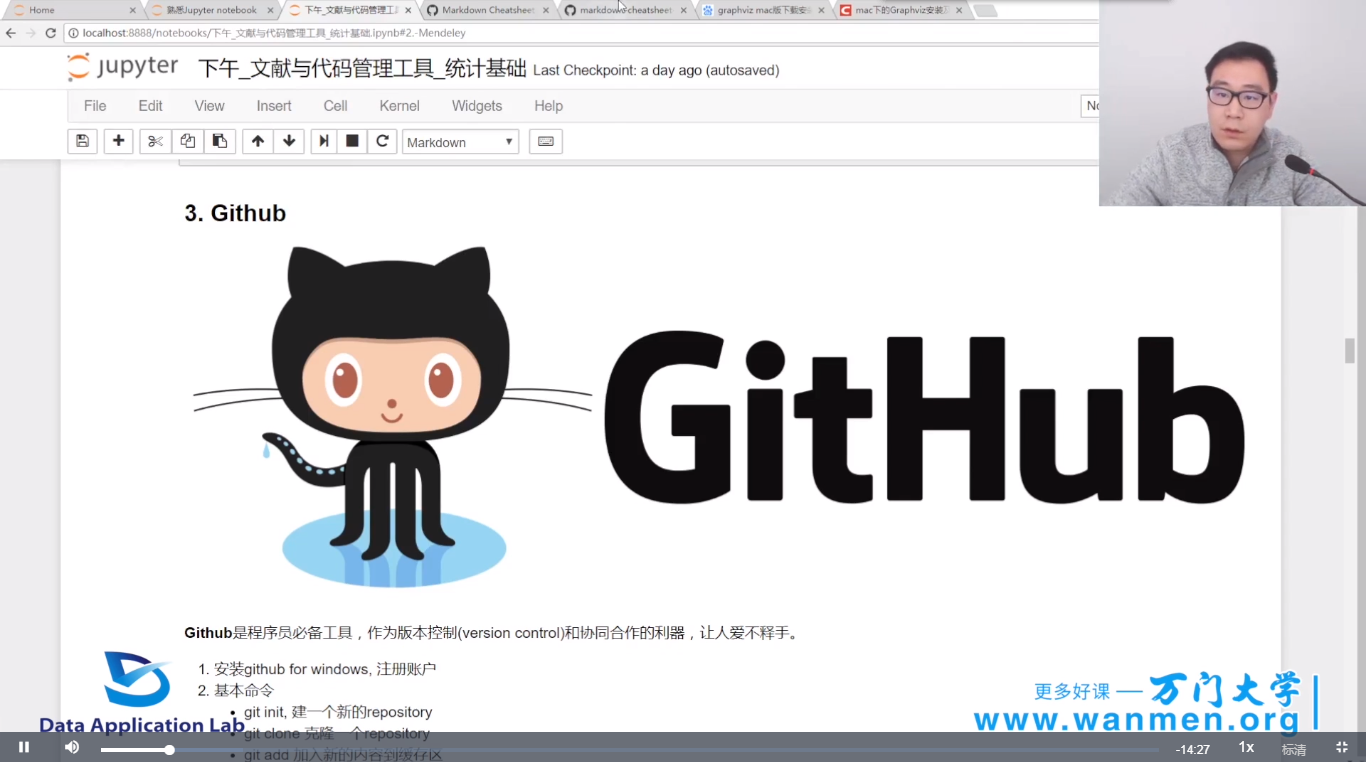 Home
熟悉Jupyter notebook
下午_文献与代码管理工具
Markdown Cheatsheet
markdown-cheatsheet
graphviz mac版下载安装
mac下的Graphviz安装及
localhost:8888/notebooks/下午_文献与代码管理工具_统计基础.ipynb#2.-Mendeley
jupyter 下午_文献与代码管理工具_统计基础 Last Checkpoint: a day ago (autosaved)
File Edit View Insert Cell Kernel Widgets Help
No
Markdown
3. Github
GitHub
Github是程序员必备工具，作为版本控制(version control)和协同合作的利器，让人爱不释手。
1. 安装github for windows, 注册账户
2. 基本命令
• git init, 建一个新的repository
• git clone 克隆一个repository
• git add 加入新的内容到缓存区
Data Application Lab
更多好课 — 万门大学
www.wanmen.org
-14:27
1x
标清